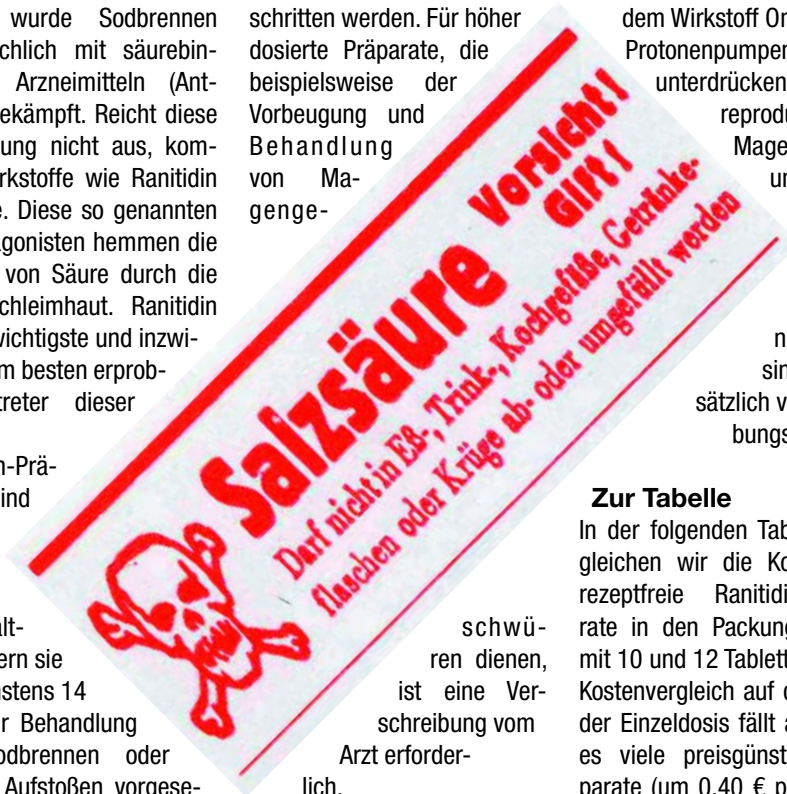 wurde Sodbrennen
chlich mit säurebin-
Arzneimitteln (Ant-
ekämpft. Reicht diese
ung nicht aus, kom-
rkstoffe wie Ranitidin
e. Diese so genannten
agonisten hemmen die
von Säure durch die
chleimhaut. Ranitidin
wichtigste und inzwi-
m besten erprob-
treter dieser
n-Prä-
ind
alt-
ern sie
nstens 14
r Behandlung
odbrennen oder
Aufstoßen vorgese-
schritten werden. Für höher
dosierte Präparate, die
beispielsweise der
Vorbeugung und
Behandlung
von Ma-
genge-
schwü-
ren dienen,
ist eine Ver-
schreibung vom
Arzt erforder-
lich.
Vorsicht!
Gift!
Salzsäure
Darf nicht in Eß-, Trink-, Kochgefäße, Getränke-
flaschen oder Krüge ab- oder umgefüllt werden
dem Wirkstoff Om
Protonenpumpen
unterdrücken
reprodu
Mage
un
n
sin
sätzlich v
bungs
Zur Tabelle
In der folgenden Tab
gleichen wir die Ko
rezeptfreie Ranitidi
rate in den Packung
mit 10 und 12 Tablett
Kostenvergleich auf d
der Einzeldosis fällt a
es viele preisgünst
parate (um 0,40 € p